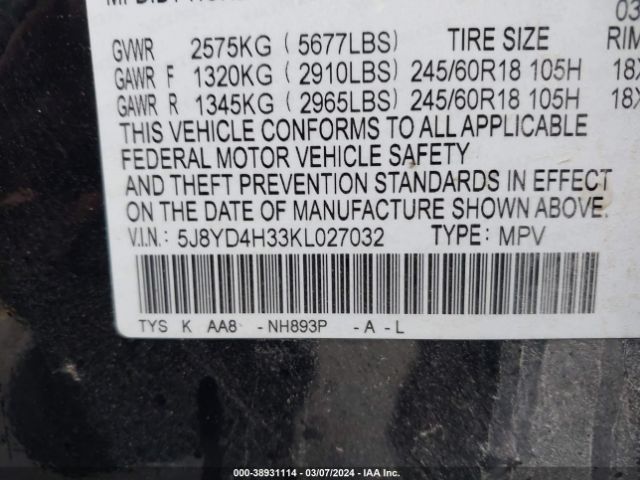 03
GVWR 2575KG ( 5677LBS) TIRE SIZE RIM
GAWR F 1320KG ( 2910LBS) 245/60R18 105H 18X
GAWR R 1345KG ( 2965LBS) 245/60R18 105H 18X
THIS VEHICLE CONFORMS TO ALL APPLICABLE
FEDERAL MOTOR VEHICLE SAFETY
AND THEFT PREVENTION STANDARDS IN EFFECT
ON THE DATE OF MANUFACTURE SHOWN ABOVE.
V.I.N.: 5J8YD4H33KL027032 TYPE: MPV
TYS K AA8 -NH893P -A -L
000-38931114 — 03/07/2024 — IAA Inc.